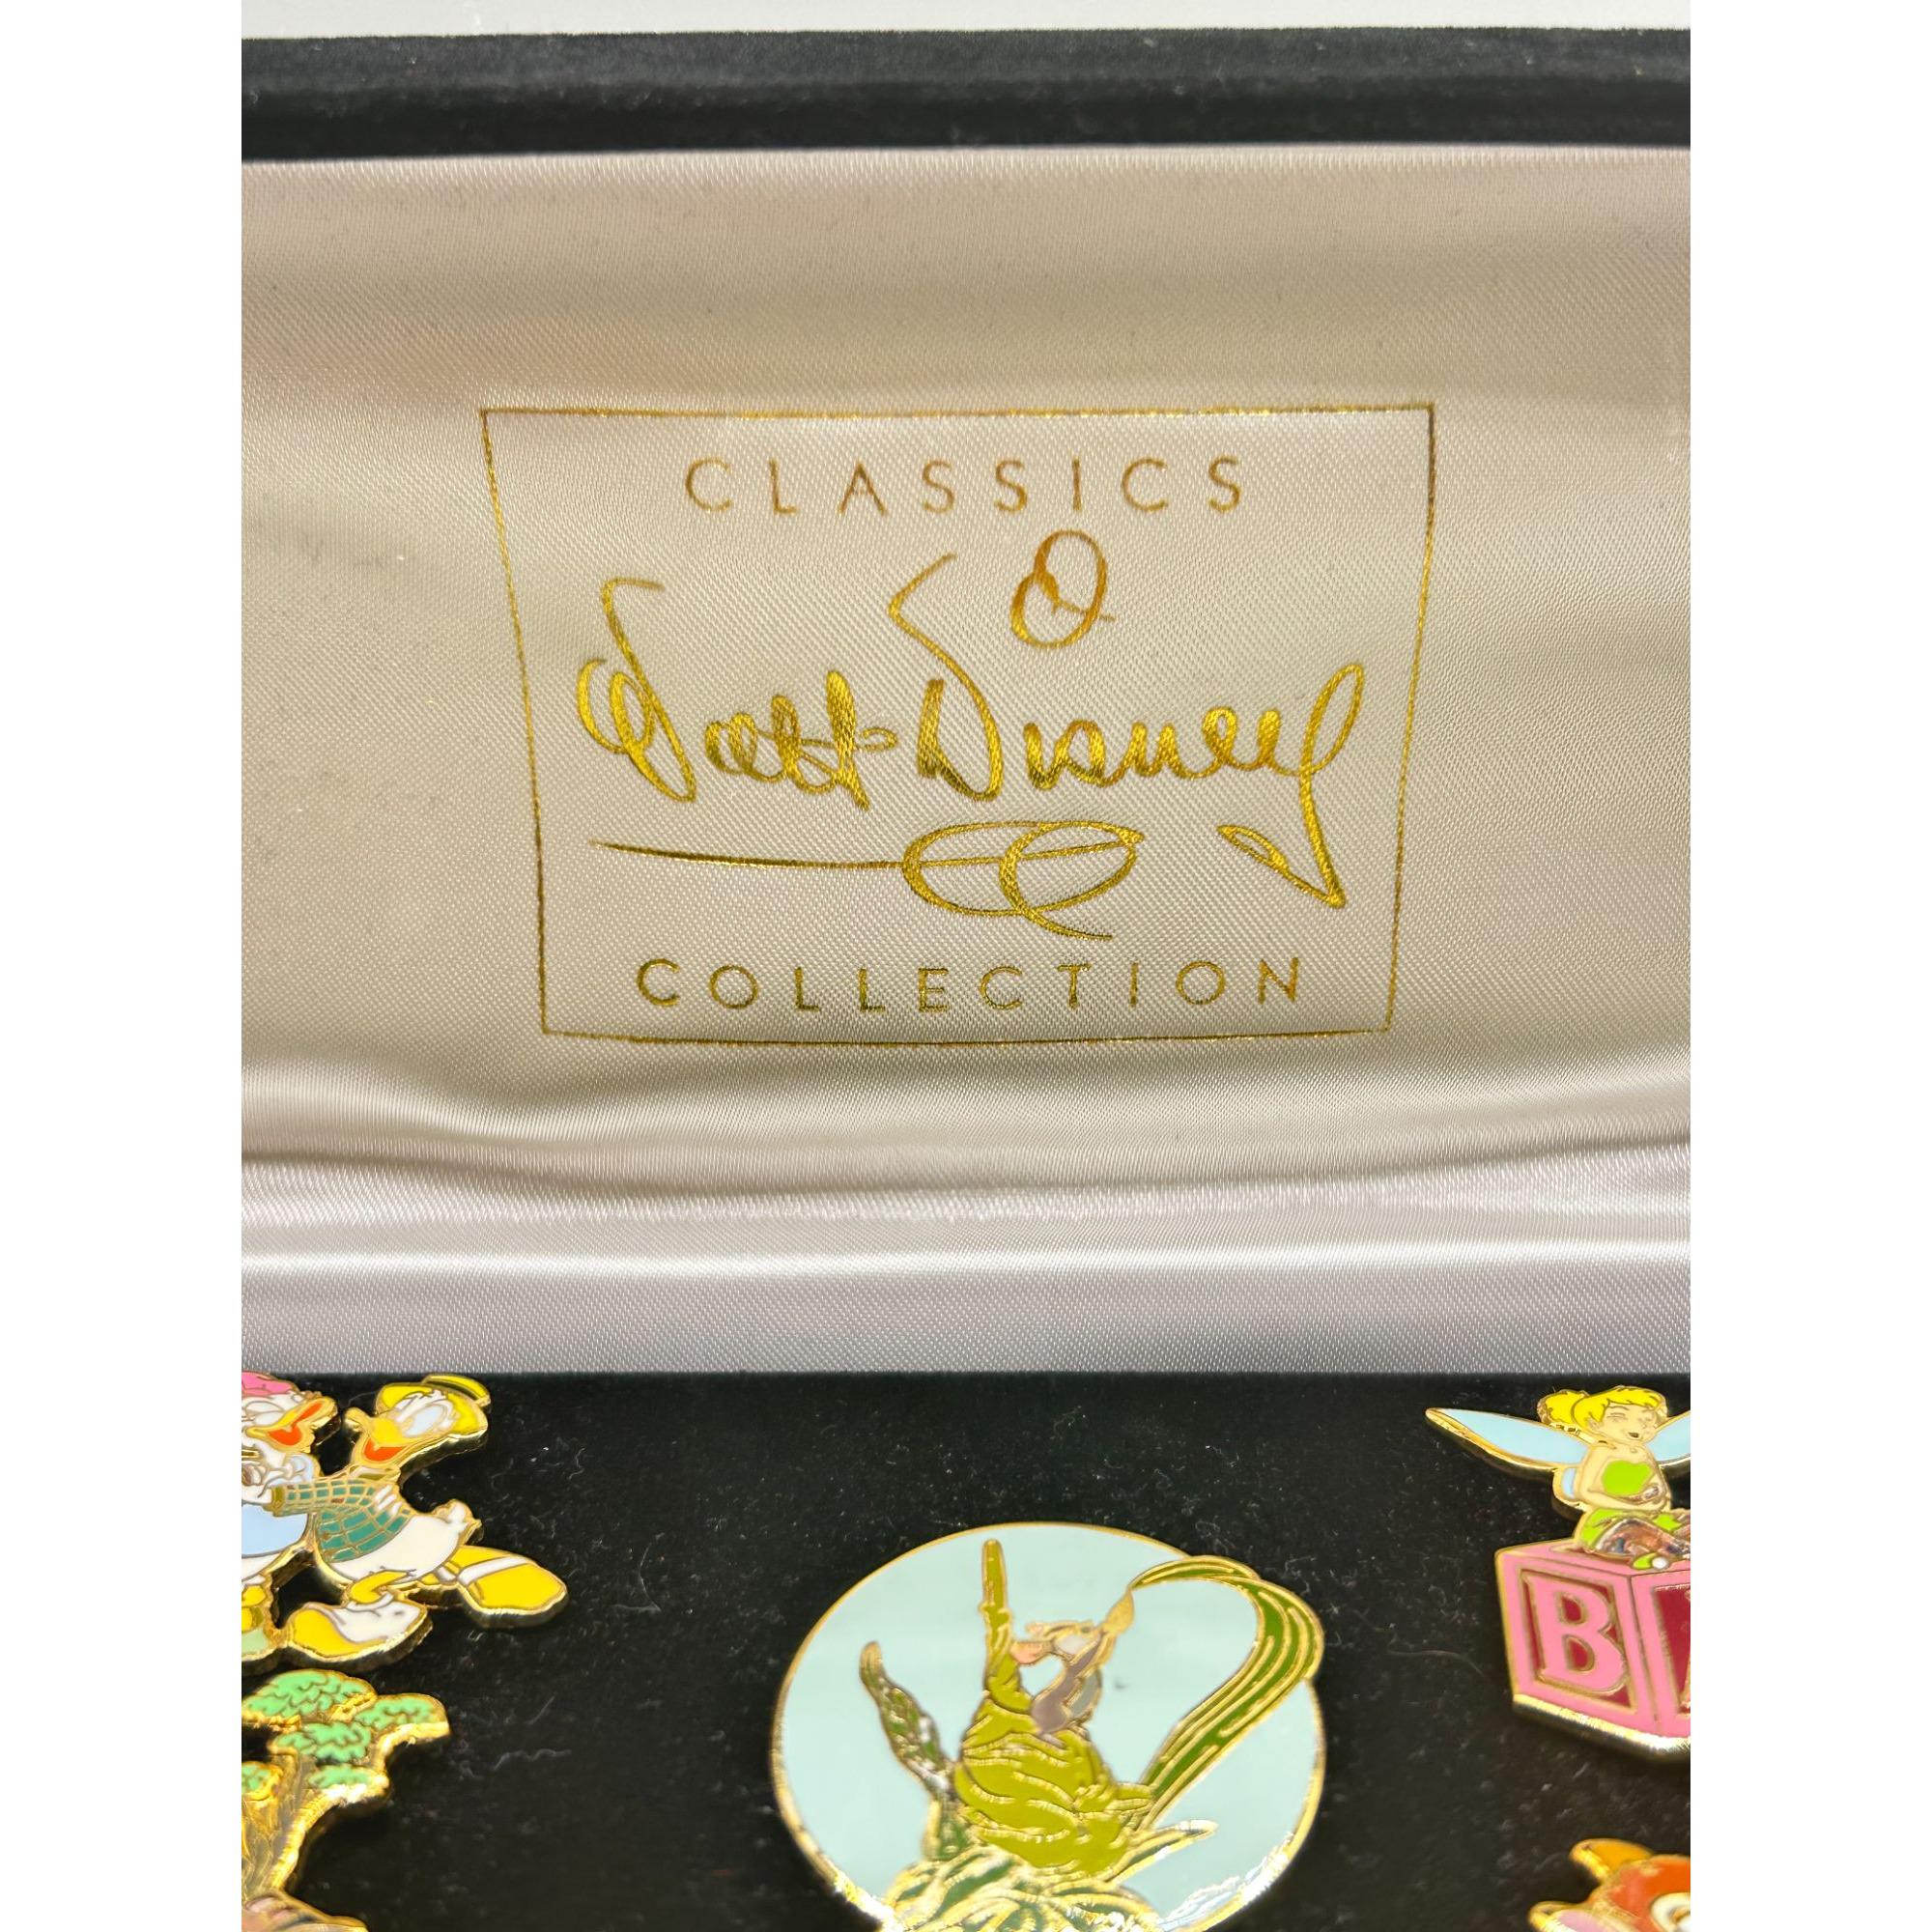 CLASSICS
Walt Disney
COLLECTION
B